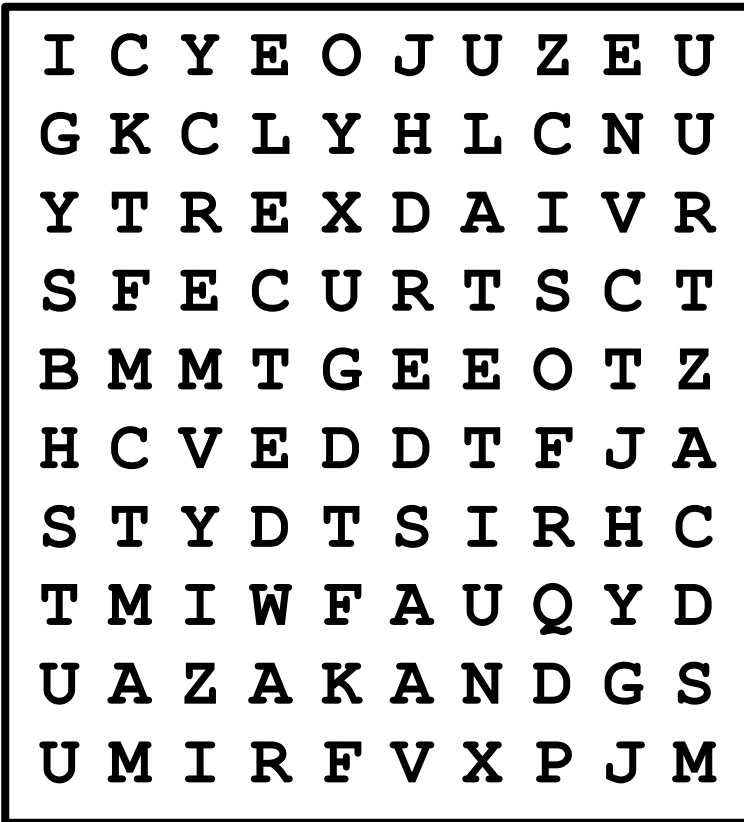 I C Y E O J U Z E U
G K C L Y H L C N U
Y T R E X D A I V R
S F E C U R T S C T
B M M T G E E O T Z
H C V E D D T F J A
S T Y D T S I R H C
T M I W F A U Q Y D
U A Z A K A N D G S
U M I R F V X P J M